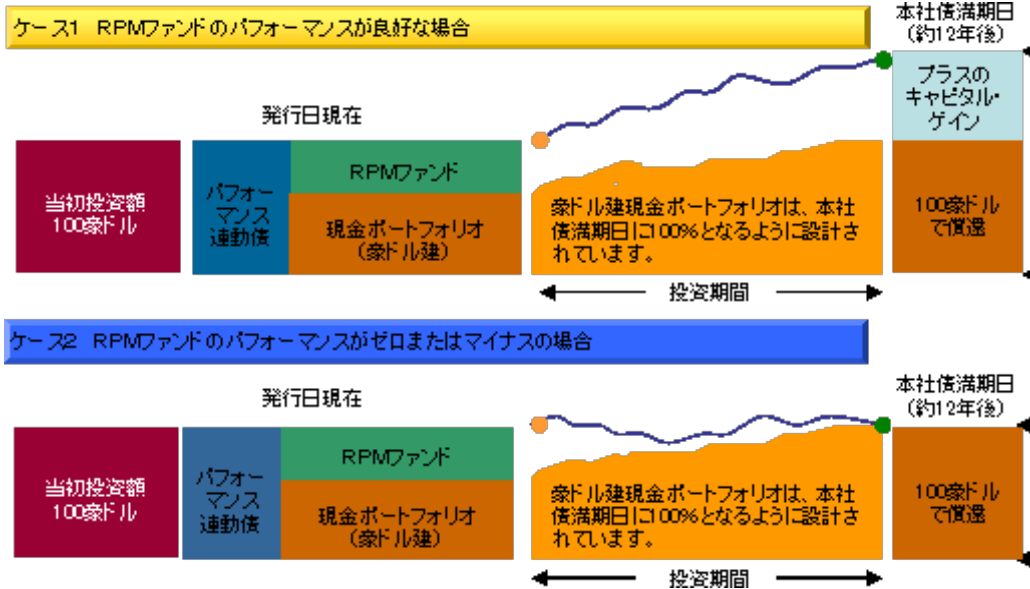 ケース1 RPMファンドのパフォーマンスが良好な場合
本社債満期日
(約12年後)
発行日現在
当初投資額
100豪ドル
パフォー
マンス
連動債
RPMファンド
現金ポートフォリオ
(豪ドル建)
豪ドル建現金ポートフォリオは、本社
債満期日に100%となるように設計さ
れています。
プラスの
キャピタル・
ゲイン
100豪ドル
で償還
投資期間
ケース2 RPMファンドのパフォーマンスがゼロまたはマイナスの場合
本社債満期日
(約12年後)
発行日現在
当初投資額
100豪ドル
パフォー
マンス
連動債
RPMファンド
現金ポートフォリオ
(豪ドル建)
豪ドル建現金ポートフォリオは、本社
債満期日に100%となるように設計さ
れています。
100豪ドル
で償還
投資期間